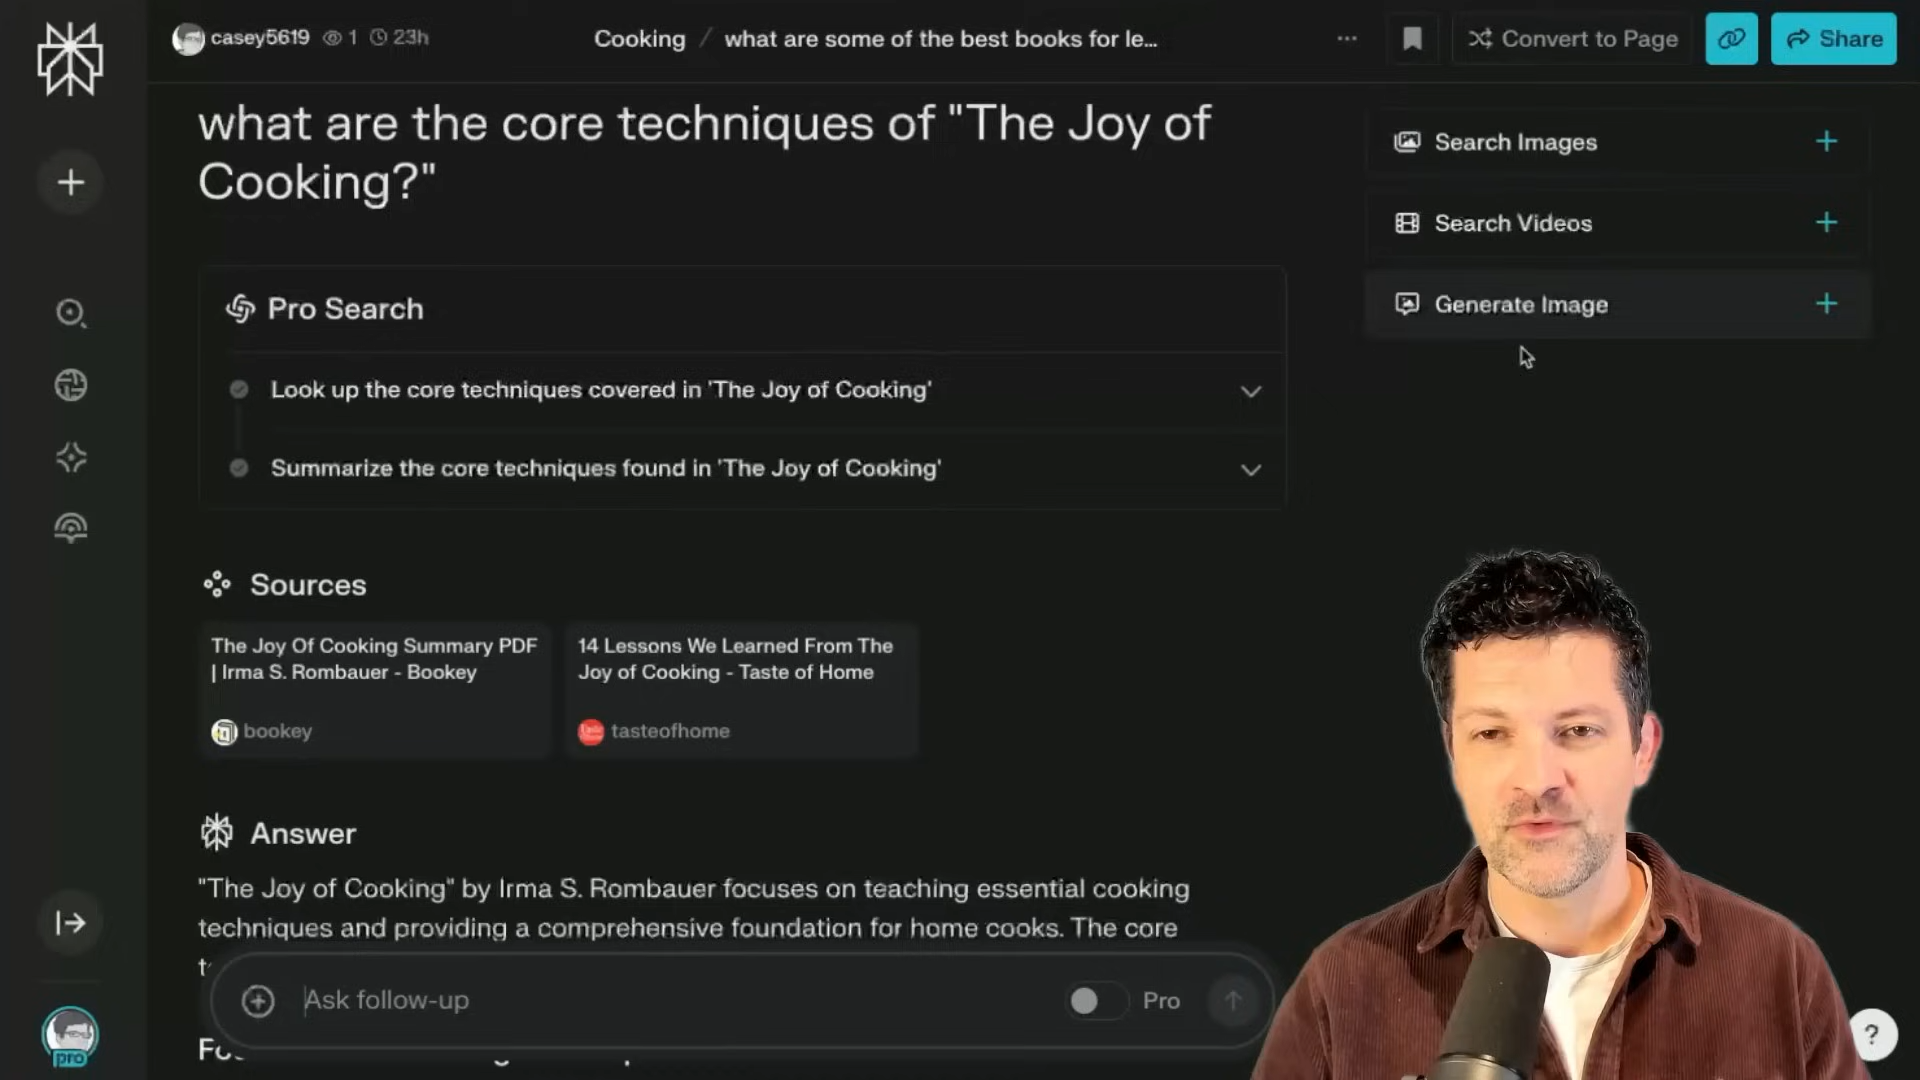 casey5619 1 23h
Cooking / what are some of the best books for le...
Convert to Page
Share
what are the core techniques of "The Joy of
Cooking?"
Search Images
Search Videos
Generate Image
Pro Search
Look up the core techniques covered in 'The Joy of Cooking'
Summarize the core techniques found in 'The Joy of Cooking'
Sources
The Joy Of Cooking Summary PDF
| Irma S. Rombauer - Bookey
bookey
14 Lessons We Learned From The
Joy of Cooking - Taste of Home
tasteofhome
Answer
"The Joy of Cooking" by Irma S. Rombauer focuses on teaching essential cooking
techniques and providing a comprehensive foundation for home cooks. The core
Ask follow-up
Pro
pro
?